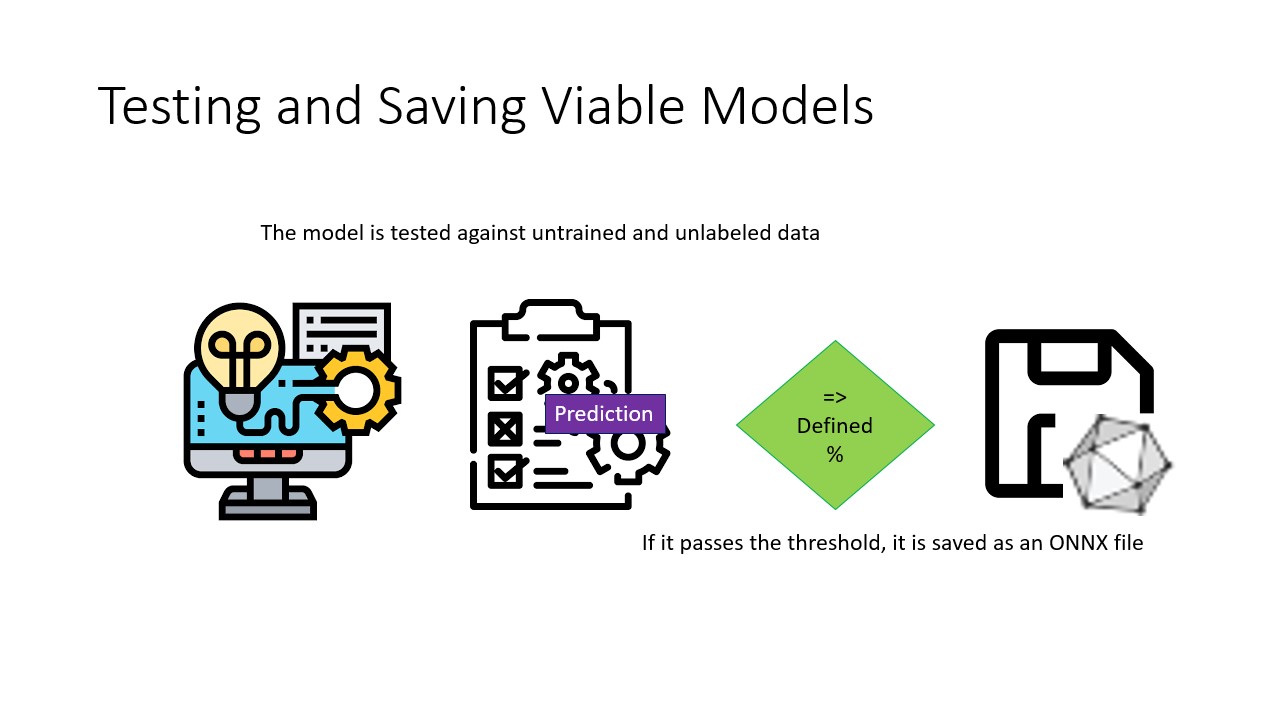 Testing and Saving Viable Models
The model is tested against untrained and unlabeled data
Prediction
=>
Defined
%
If it passes the threshold, it is saved as an ONNX file